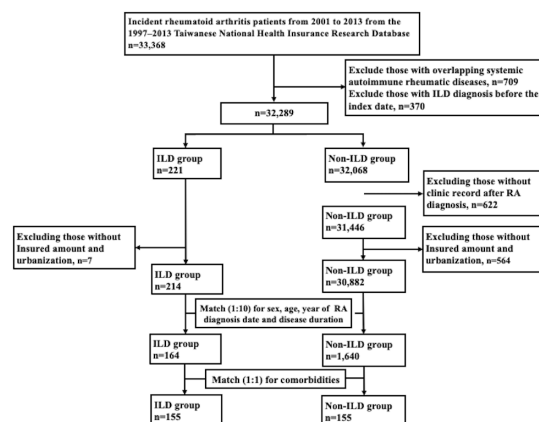 Incident rheumatoid arthritis patients from 2001 to 2013 from the
1997–2013 Taiwanese National Health Insurance Research Database
n=33,368
Exclude those with overlapping systemic
autoimmune rheumatic diseases, n=709
Exclude those with ILD diagnosis before the
index date, n=370
n=32,289
ILD group
n=221
Non-ILD group
n=32,068
Excluding those without
clinic record after RA
diagnosis, n=622
Non-ILD group
n=31,446
Excluding those without
Insured amount and
urbanization, n=7
Excluding those without
Insured amount and
urbanization, n=564
ILD group
n=214
Non-ILD group
n=30,882
Match (1:10) for sex, age, year of RA
diagnosis date and disease duration
ILD group
n=164
Non-ILD group
n=1,640
Match (1:1) for comorbidities
ILD group
n=155
Non-ILD group
n=155